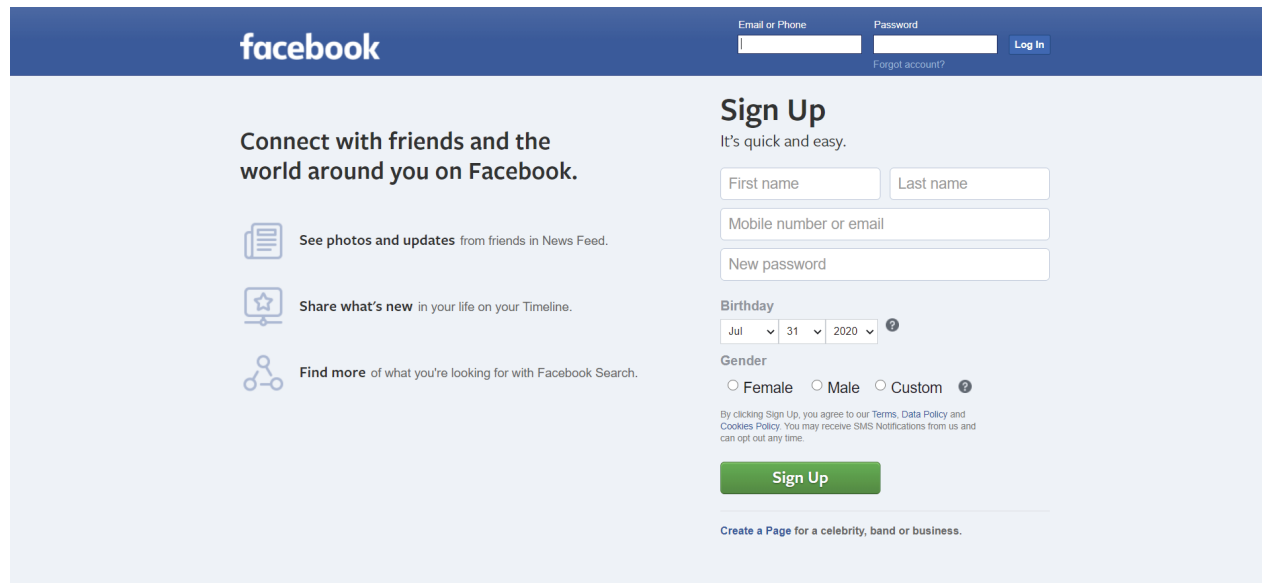 facebook
Email or Phone
Password
Log In
Forgot account?
Connect with friends and the
world around you on Facebook.
See photos and updates from friends in News Feed.
Share what's new in your life on your Timeline.
Find more of what you're looking for with Facebook Search.
Sign Up
It's quick and easy.
First name
Last name
Mobile number or email
New password
Birthday
Jul 31 2020 ?
Gender
Female Male Custom ?
By clicking Sign Up, you agree to our Terms, Data Policy and
Cookies Policy. You may receive SMS Notifications from us and
can opt out any time.
Sign Up
Create a Page for a celebrity, band or business.